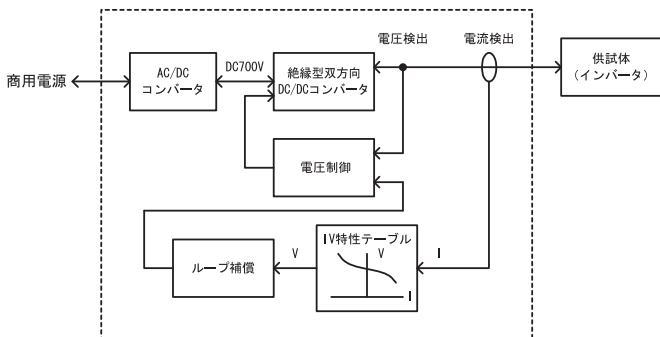 電圧検出
電流検出
商用電源
AC/DC
コンバータ
DC700V
絶縁型双方向
DC/DCコンバータ
供試体
(インバータ)
電圧制御
ループ補償
V
IV特性テーブル
V
I
I